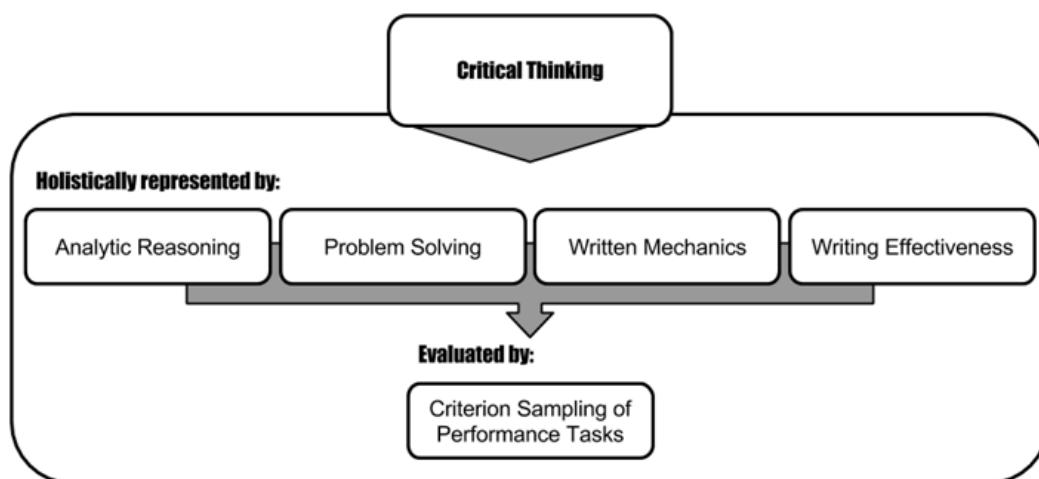 Critical Thinking
Holistically represented by:
Analytic Reasoning
Problem Solving
Written Mechanics
Writing Effectiveness
Evaluated by:
Criterion Sampling of
Performance Tasks